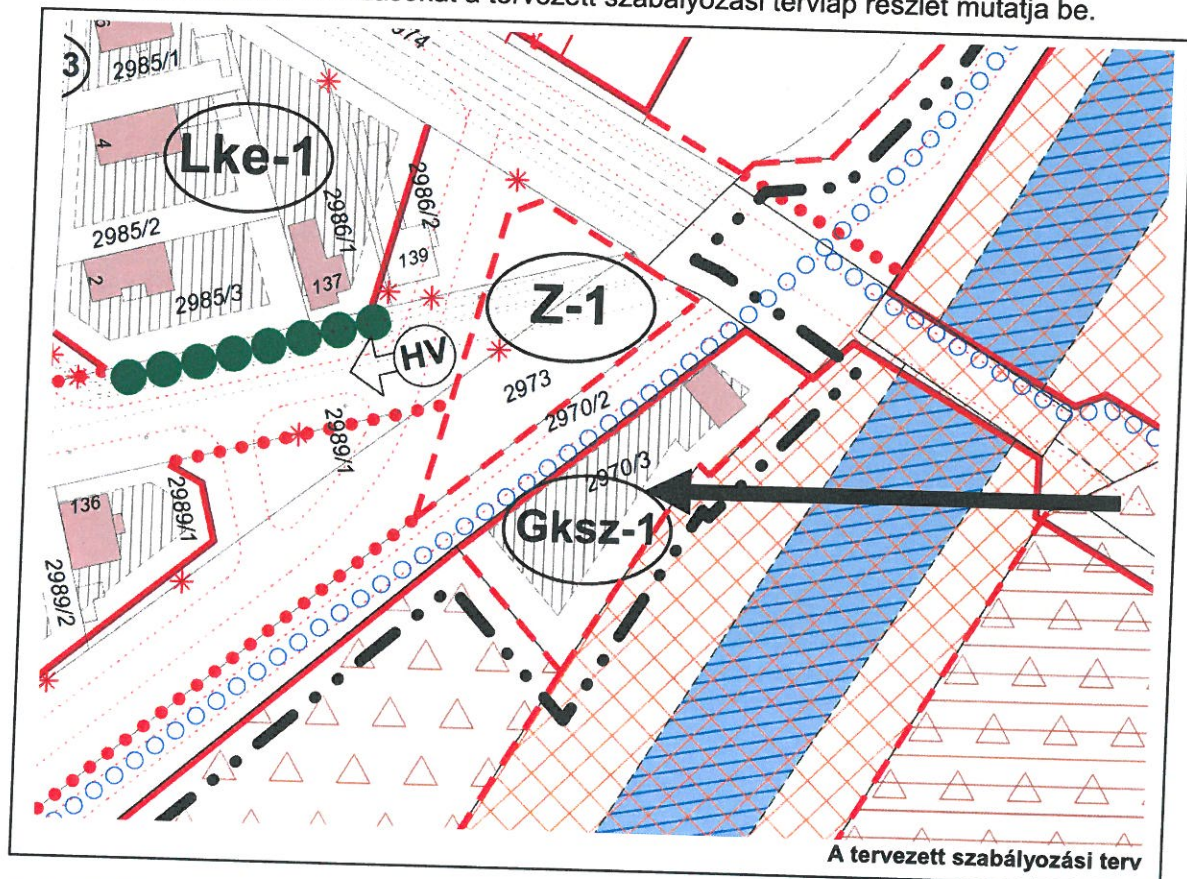 a tervezett szabályozási tervlap részlet mutatja be.
3
2985/1
4
Lke-1
2985/2
2
2985/3
2986/1
137
2986/2
139
Z-1
HV
2973
2970/2
2970/3
2989/1
Gksz-1
136
2989/1
2989/2
A tervezett szabályozási terv